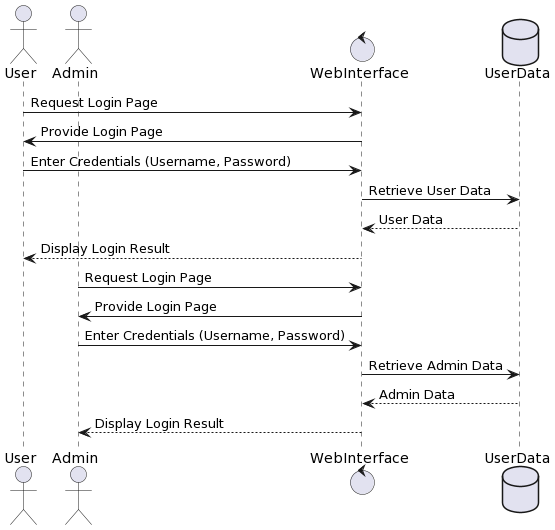 User
Admin
WebInterface
UserData
Request Login Page
Provide Login Page
Enter Credentials (Username, Password)
Retrieve User Data
User Data
Display Login Result
Request Login Page
Provide Login Page
Enter Credentials (Username, Password)
Retrieve Admin Data
Admin Data
Display Login Result
User
Admin
WebInterface
UserData